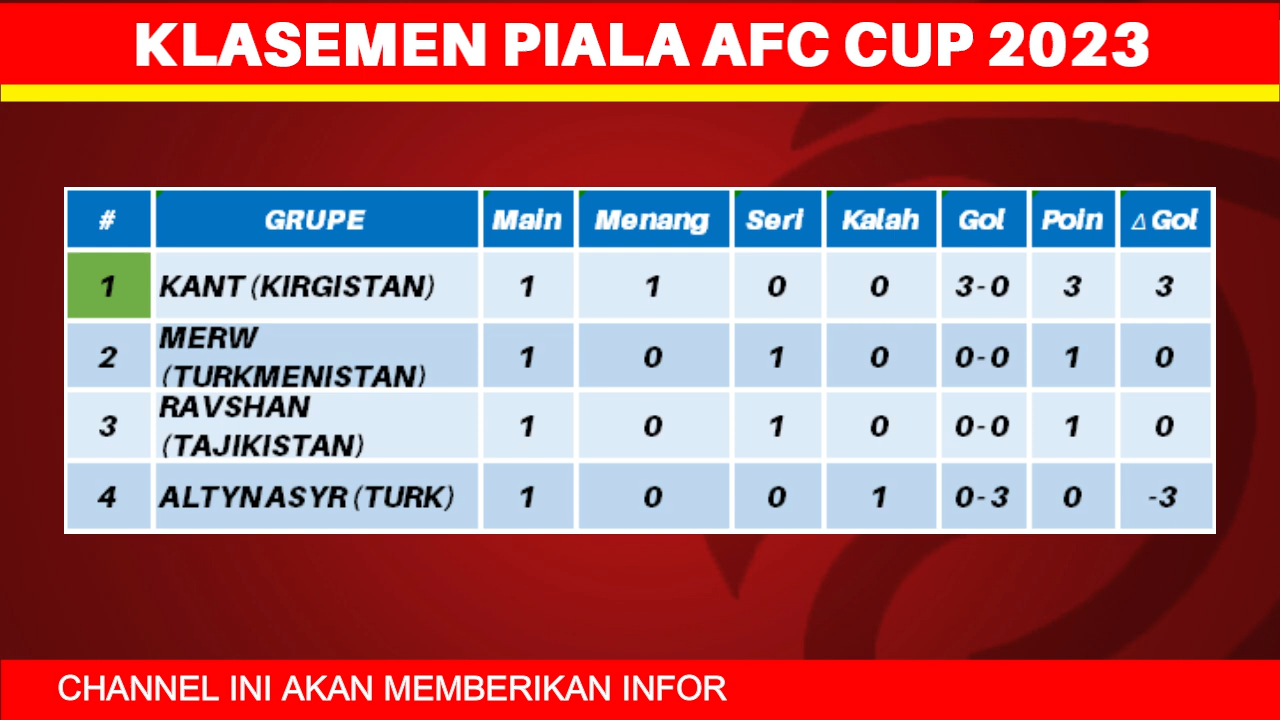 KLASEMEN PIALA AFC CUP 2023
# GRUPE Main Menang Seri Kalah Gol Poin △ Gol
1 KANT (KIRGISTAN) 1 1 0 0 3-0 3 3
2 MERW (TURKMENISTAN) 1 0 1 0 0-0 1 0
3 RAVSHAN (TAJIKISTAN) 1 0 1 0 0-0 1 0
4 ALTYN ASYR (TURK) 1 0 0 1 0-3 0 -3
CHANNEL INI AKAN MEMBERIKAN INFOR